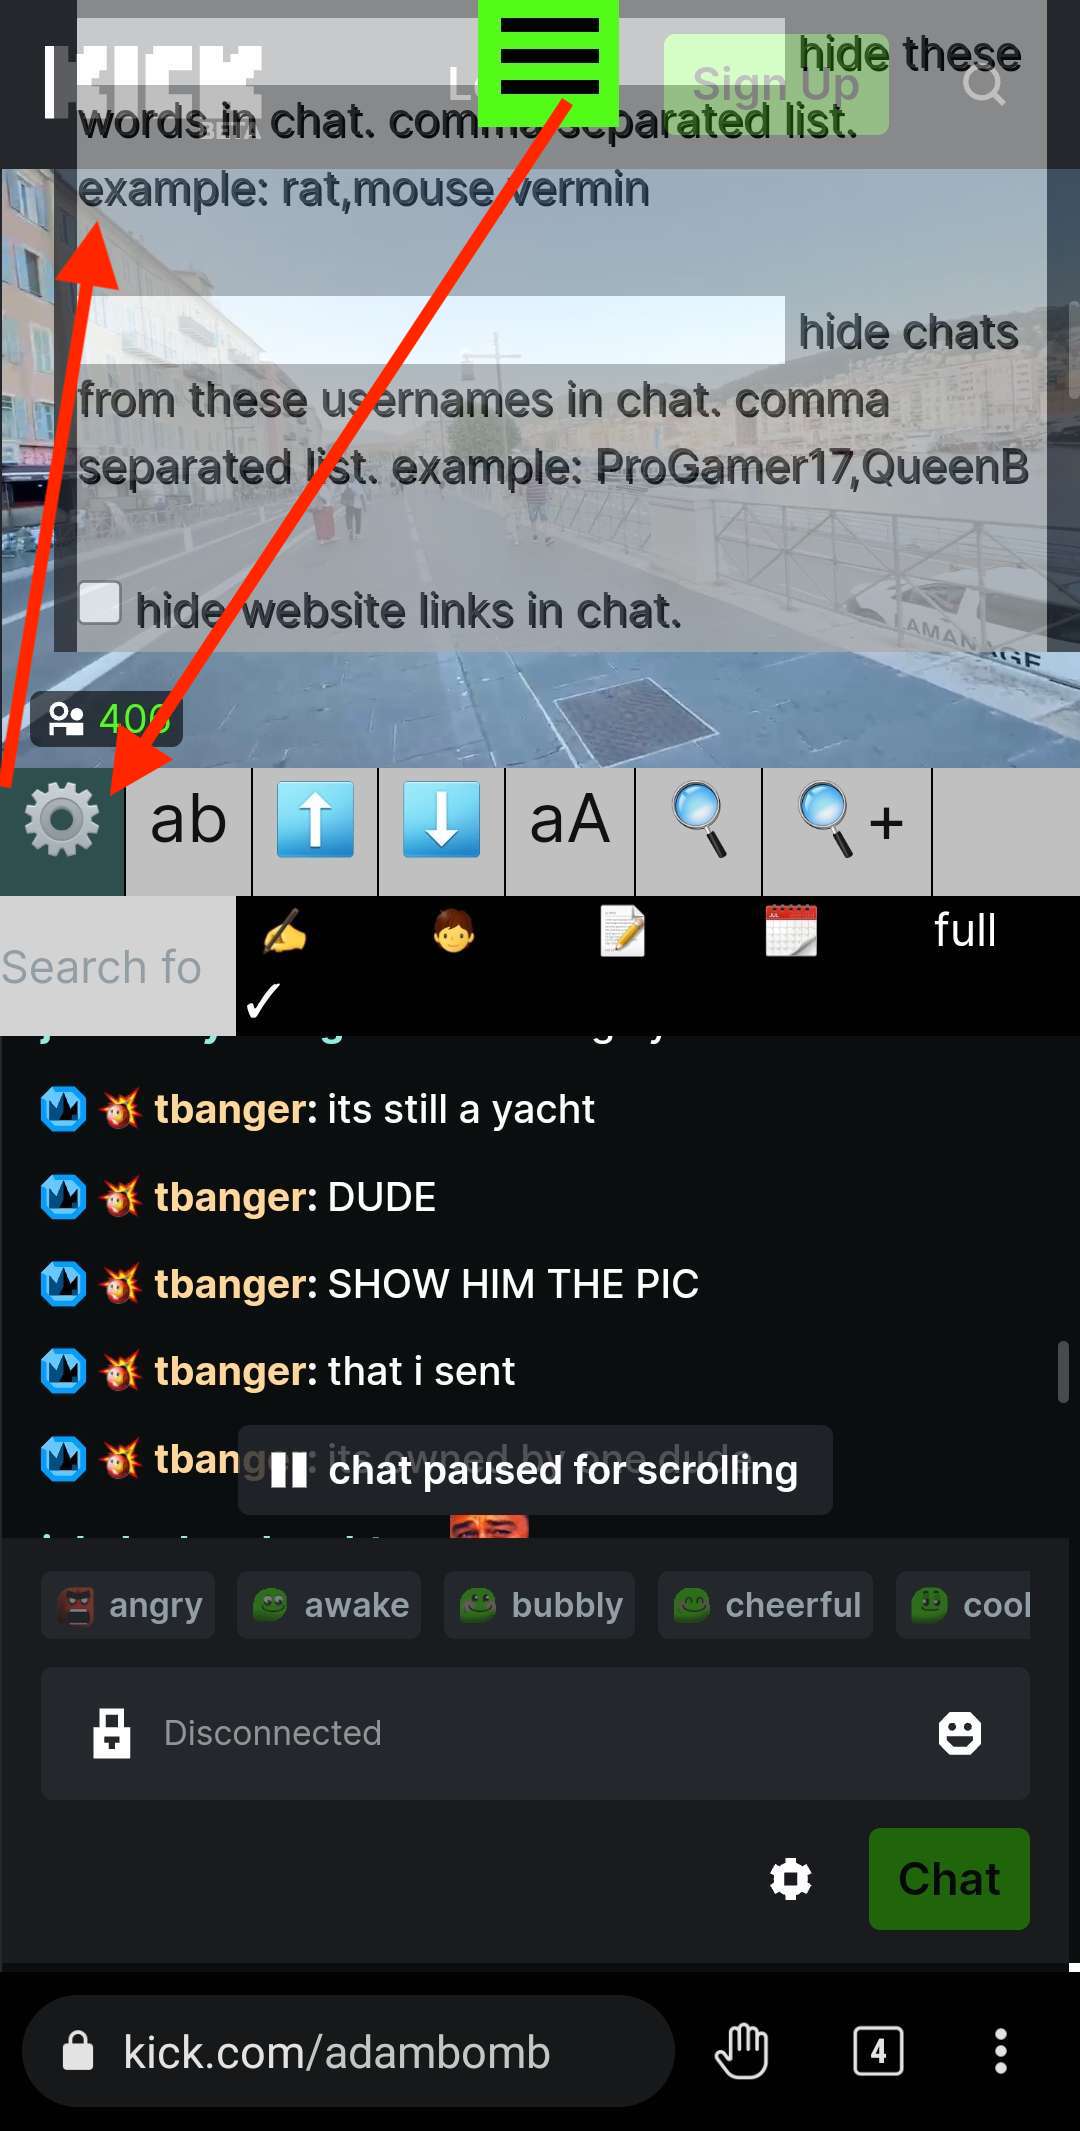 KICK
BETA
Sign Up
hide these
words in chat. comma separated list.
example: rat,mouse,vermin
hide chats
from these usernames in chat. comma
separated list. example: ProGamer17,QueenB
hide website links in chat.
LAMANAGE
406
ab
aA
+
Search fo
full
✓
tbanger: its still a yacht
tbanger: DUDE
tbanger: SHOW HIM THE PIC
tbanger: that i sent
tbanger: its owned by one dude
chat paused for scrolling
angry
awake
bubbly
cheerful
cool
Disconnected
Chat
kick.com/adambomb
4